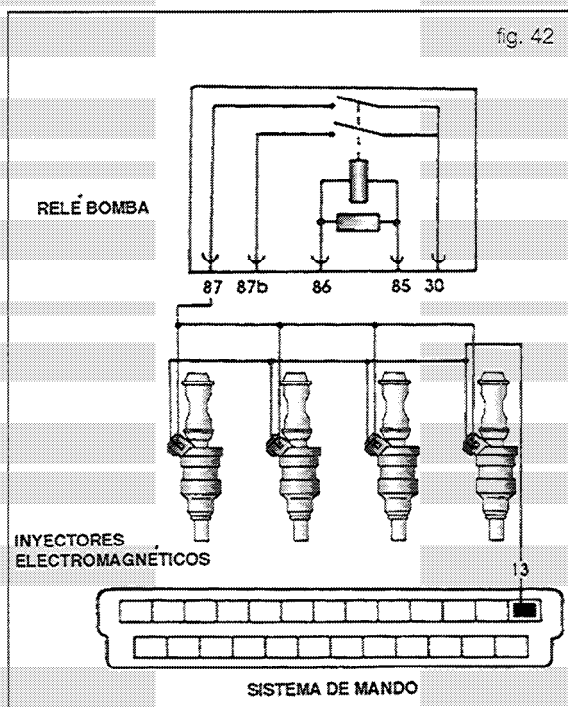 fig. 42
RELÉ BOMBA
87 87b 86 85 30
INYECTORES
ELECTROMAGNÉTICOS
13
SISTEMA DE MANDO